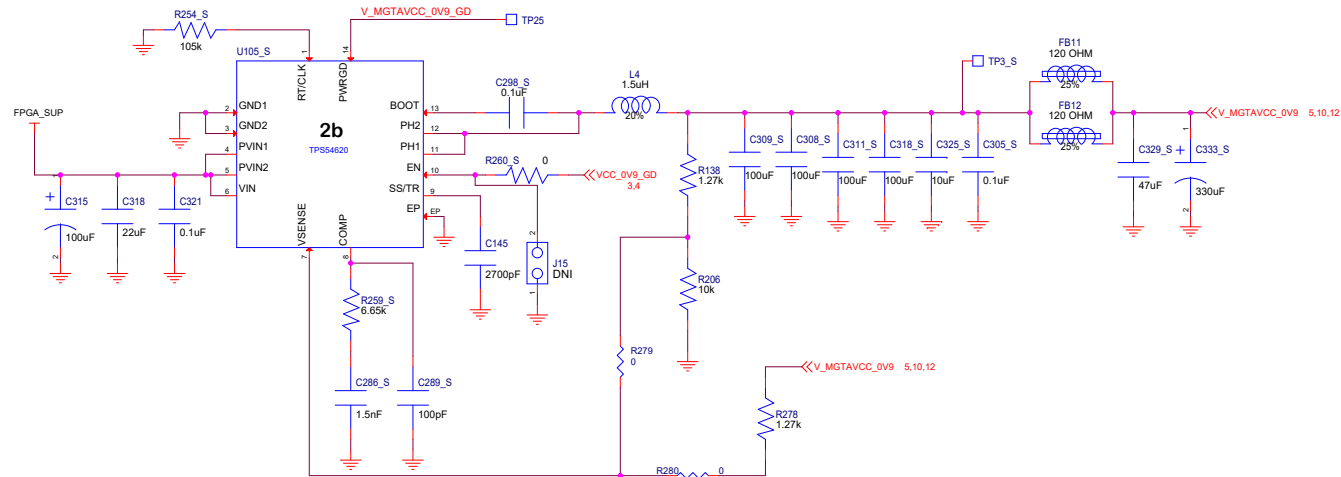 V_MGTAVCC_0V9_GD
TP25
R254_S
105k
1
14
U105_S
RT/CLK
PWRGD
FPGA_SUP
2 GND1
3 GND2
4 PVIN1
5 PVIN2
6 VIN
2b
TPS54620
BOOT 13
PH2 12
PH1 11
EN 10
SS/TR 9
EP EP
VSENSE
COMP
7
8
C298_S
0.1uF
L4
1.5uH
20%
TP3_S
FB11
120 OHM
25%
FB12
120 OHM
25%
V_MGTAVCC_0V9 5,10,12
R260_S 0
VCC_0V9_GD
3,4
1
+
C315
100uF
2
C318
22uF
C321
0.1uF
C145
2700pF
2
J15
DNI
1
R138
1.27k
R206
10k
C309_S
100uF
C308_S
100uF
C311_S
100uF
C318_S
100uF
C325_S
10uF
C305_S
0.1uF
C329_S
47uF
1
+
C333_S
330uF
2
R259_S
6.65k
C286_S
1.5nF
C289_S
100pF
R279
0
V_MGTAVCC_0V9 5,10,12
R278
1.27k
R280 0